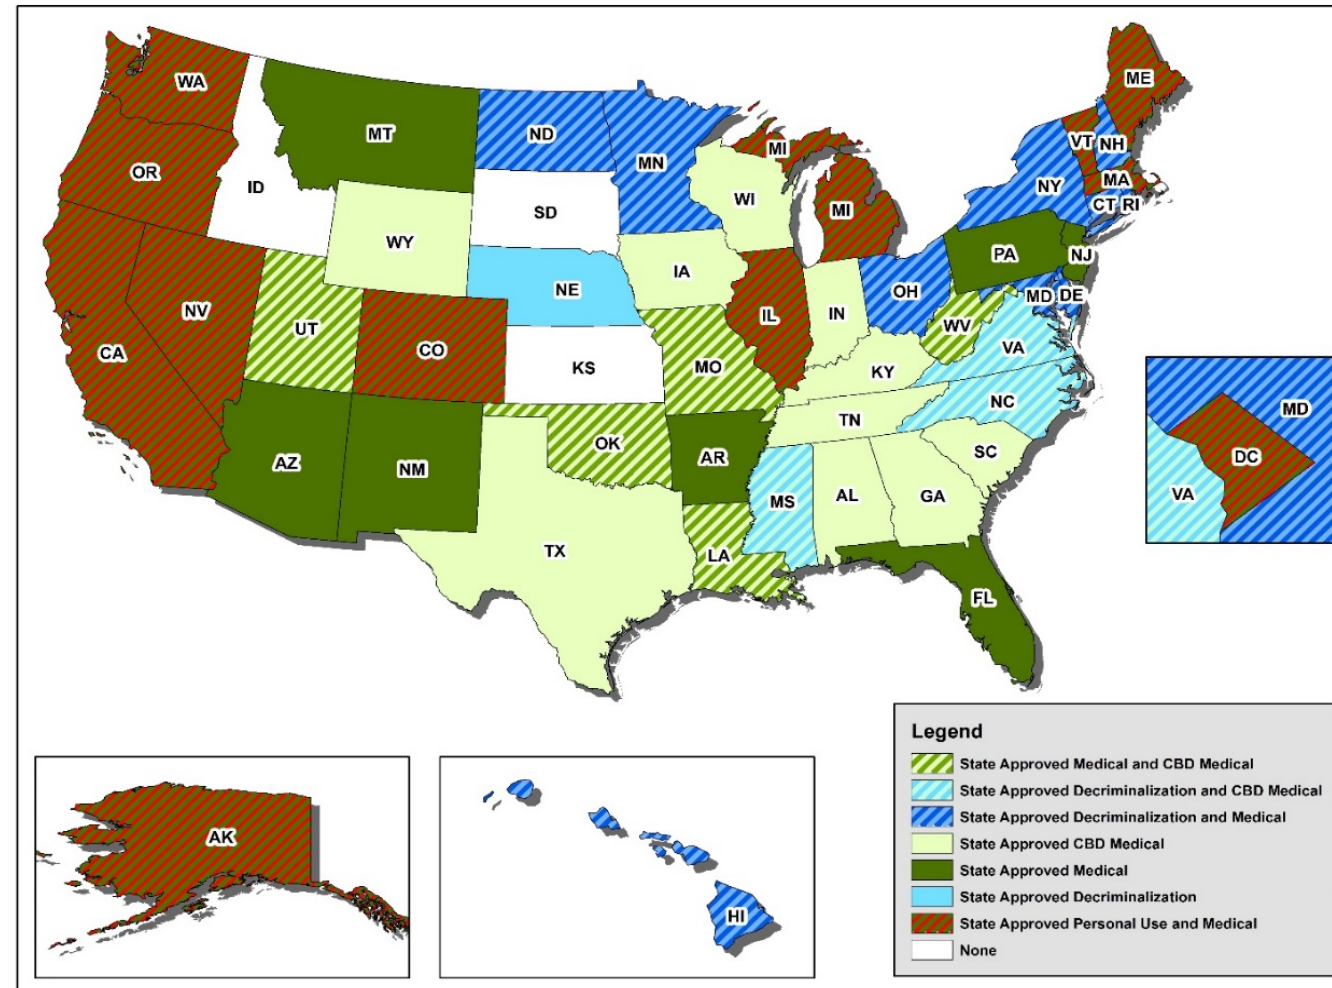 WA
MT
ND
MN
MI
ME
VT
NH
OR
ID
SD
WI
MI
NY
MA
CT
RI
WY
IA
PA
NJ
NE
OH
MD
DE
NV
UT
CO
IL
IN
WV
VA
CA
KS
MO
KY
NC
TN
OK
AR
SC
AZ
NM
MS
AL
GA
TX
LA
FL
MD
DC
VA
AK
HI
Legend
State Approved Medical and CBD Medical
State Approved Decriminalization and CBD Medical
State Approved Decriminalization and Medical
State Approved CBD Medical
State Approved Medical
State Approved Decriminalization
State Approved Personal Use and Medical
None